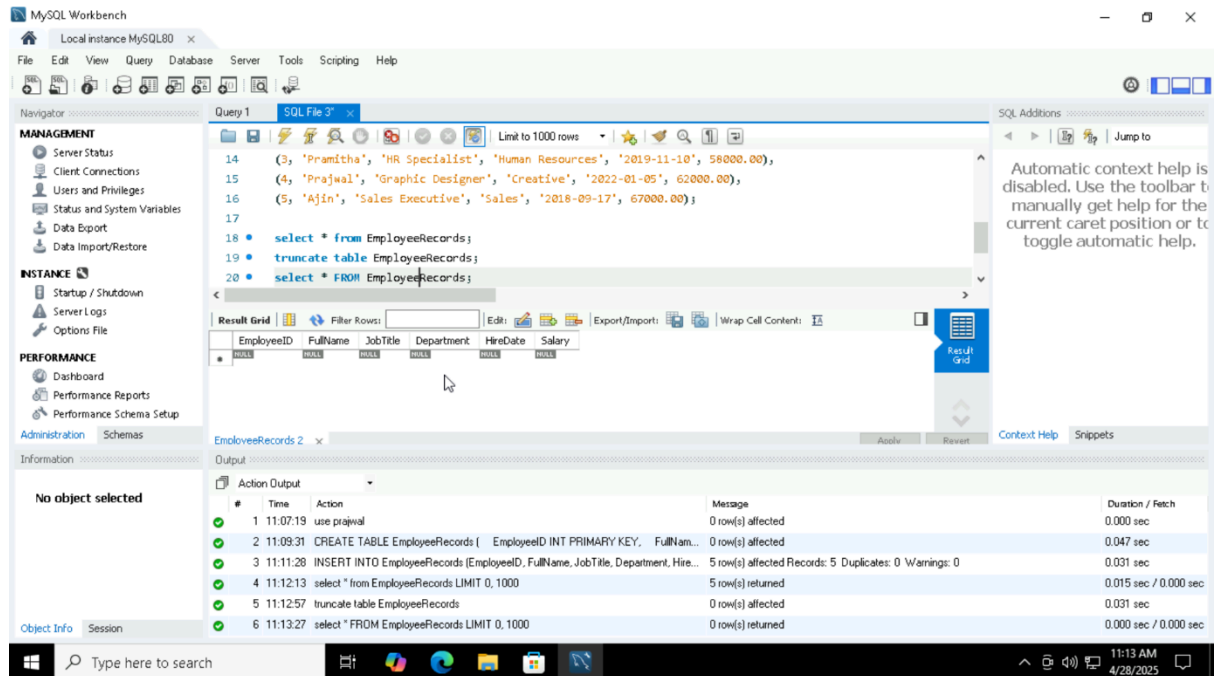 MySQL Workbench
Local instance MySQL80
File Edit View Query Database Server Tools Scripting Help
Navigator
MANAGEMENT
Server Status
Client Connections
Users and Privileges
Status and System Variables
Data Export
Data Import/Restore
INSTANCE
Startup / Shutdown
Server Logs
Options File
PERFORMANCE
Dashboard
Performance Reports
Performance Schema Setup
Administration Schemas
Information
No object selected
Object Info Session
Query 1 SQL File 3*
Limit to 1000 rows
14 (3, 'Pramitha', 'HR Specialist', 'Human Resources', '2019-11-10', 58000.00),
15 (4, 'Prajwal', 'Graphic Designer', 'Creative', '2022-01-05', 62000.00),
16 (5, 'Ajin', 'Sales Executive', 'Sales', '2018-09-17', 67000.00);
17
18 select * from EmployeeRecords;
19 truncate table EmployeeRecords;
20 select * FROM EmployeeRecords;
Result Grid Filter Rows: Edit: Export/Import: Wrap Cell Content:
EmployeeID FullName JobTitle Department HireDate Salary
NULL NULL NULL NULL NULL NULL
Result Grid
EmployeeRecords 2 Apply Revert
SQL Additions
Jump to
Automatic context help is
disabled. Use the toolbar t
manually get help for the
current caret position or to
toggle automatic help.
Context Help Snippets
Output
Action Output
# Time Action Message Duration / Fetch
1 11:07:19 use prajwal 0 row(s) affected 0.000 sec
2 11:09:31 CREATE TABLE EmployeeRecords ( EmployeeID INT PRIMARY KEY, FullNam... 0 row(s) affected 0.047 sec
3 11:11:28 INSERT INTO EmployeeRecords (EmployeeID, FullName, JobTitle, Department, Hire... 5 row(s) affected Records: 5 Duplicates: 0 Warnings: 0 0.031 sec
4 11:12:13 select * from EmployeeRecords LIMIT 0, 1000 5 row(s) returned 0.015 sec / 0.000 sec
5 11:12:57 truncate table EmployeeRecords 0 row(s) affected 0.031 sec
6 11:13:27 select * FROM EmployeeRecords LIMIT 0, 1000 0 row(s) returned 0.000 sec / 0.000 sec
Type here to search
11:13 AM
4/28/2025